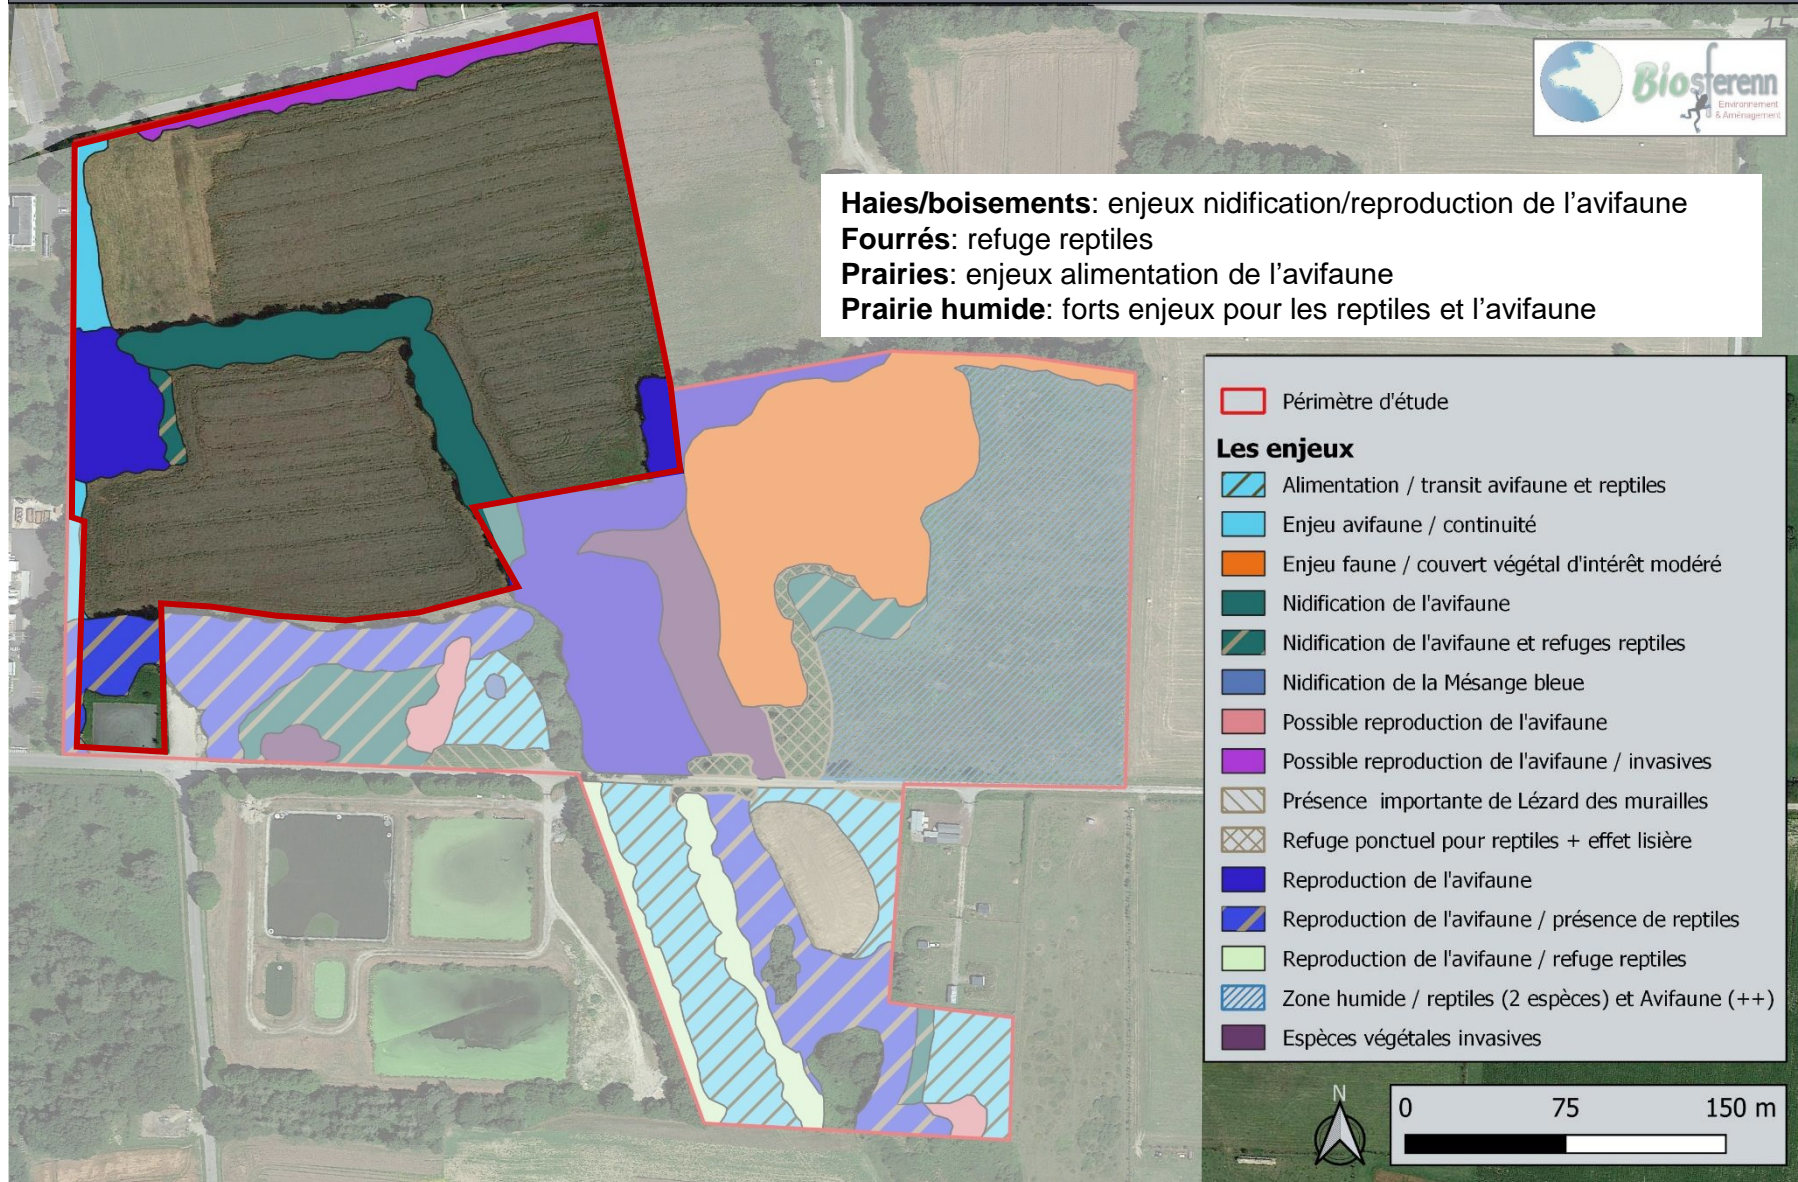 Biosferenn
Environnement
& Aménagement
Haies/boisements: enjeux nidification/reproduction de l’avifaune
Fourrés: refuge reptiles
Prairies: enjeux alimentation de l’avifaune
Prairie humide: forts enjeux pour les reptiles et l’avifaune
Périmètre d'étude
Les enjeux
Alimentation / transit avifaune et reptiles
Enjeu avifaune / continuité
Enjeu faune / couvert végétal d'intérêt modéré
Nidification de l'avifaune
Nidification de l'avifaune et refuges reptiles
Nidification de la Mésange bleue
Possible reproduction de l'avifaune
Possible reproduction de l'avifaune / invasives
Présence importante de Lézard des murailles
Refuge ponctuel pour reptiles + effet lisière
Reproduction de l'avifaune
Reproduction de l'avifaune / présence de reptiles
Reproduction de l'avifaune / refuge reptiles
Zone humide / reptiles (2 espèces) et Avifaune (++)
Espèces végétales invasives
N
0 75 150 m